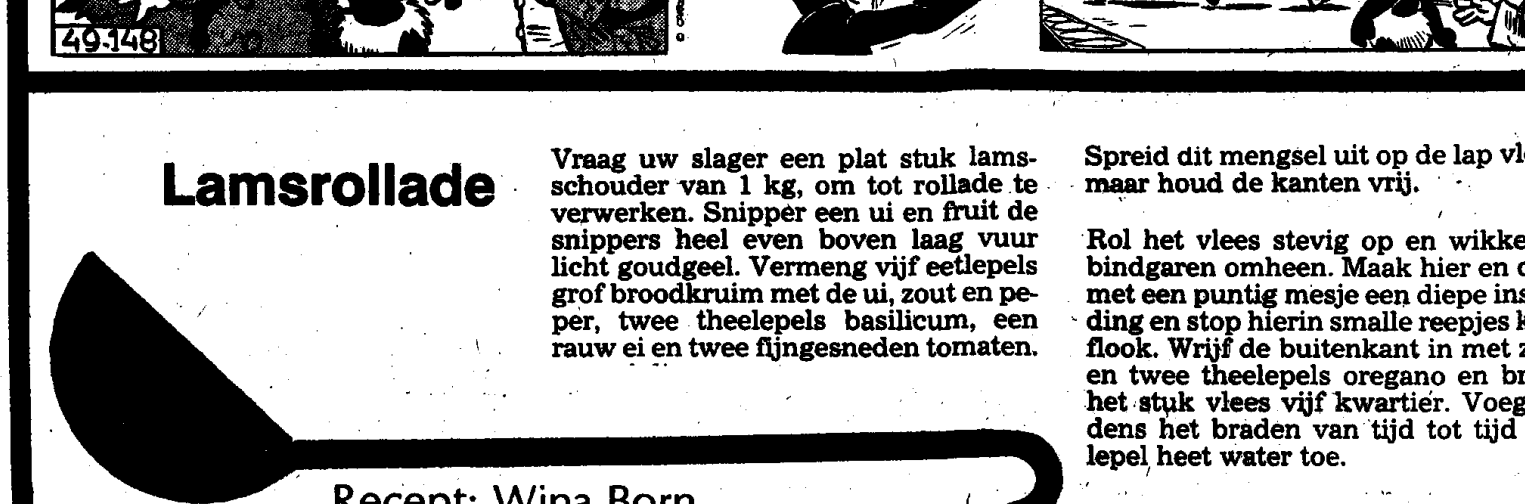 49-148
Lamsrollade
Vraag uw slager een plat stuk lams-
schouder van 1 kg, om tot rollade te
verwerken. Snipper een ui en fruit de
snippers heel even boven laag vuur
licht goudgeel. Vermeng vijf eetlepels
grof broodkruim met de ui, zout en pe-
per, twee theelepels basilicum, een
rauw ei en twee fijngesneden tomaten.
Spreid dit mengsel uit op de lap
maar houd de kanten vrij.
Rol het vlees stevig op en
bindgaren omheen. Maak hier en
met een puntig mesje een diepe
ding en stop hierin smalle reepjes
flook. Wrijf de buitenkant in met
en twee theelepels oregano en
het stuk vlees vijf kwartier.
dens het braden van tijd tot tijd
lepel heet water toe.
Recept: Wina Born